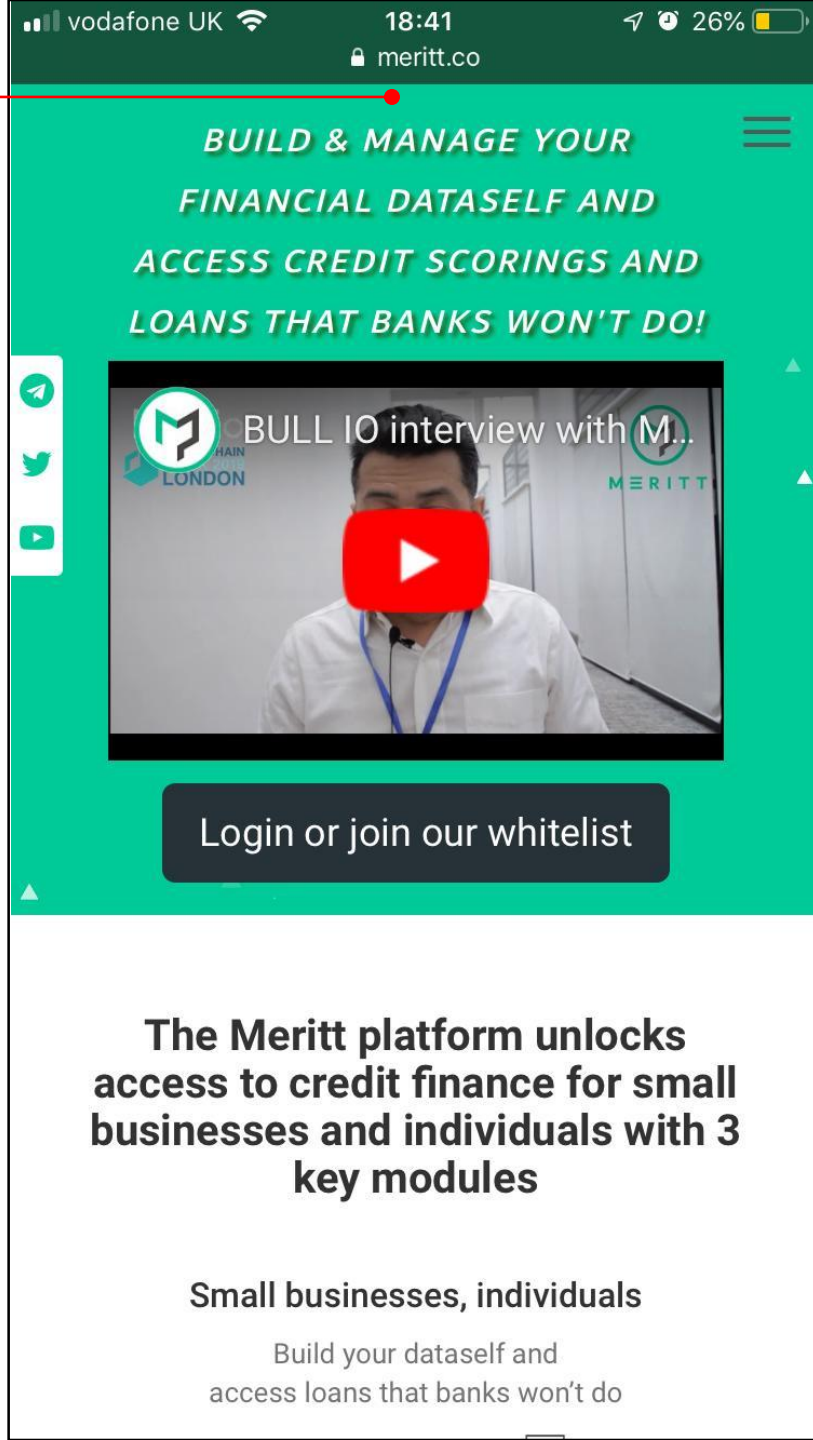 vodafone UK 18:41 26%
meritt.co
BUILD & MANAGE YOUR
FINANCIAL DATASELF AND
ACCESS CREDIT SCORINGS AND
LOANS THAT BANKS WON'T DO!
BULL IO interview with M...
LONDON
MERITT
Login or join our whitelist
The Meritt platform unlocks
access to credit finance for small
businesses and individuals with 3
key modules
Small businesses, individuals
Build your dataself and
access loans that banks won't do